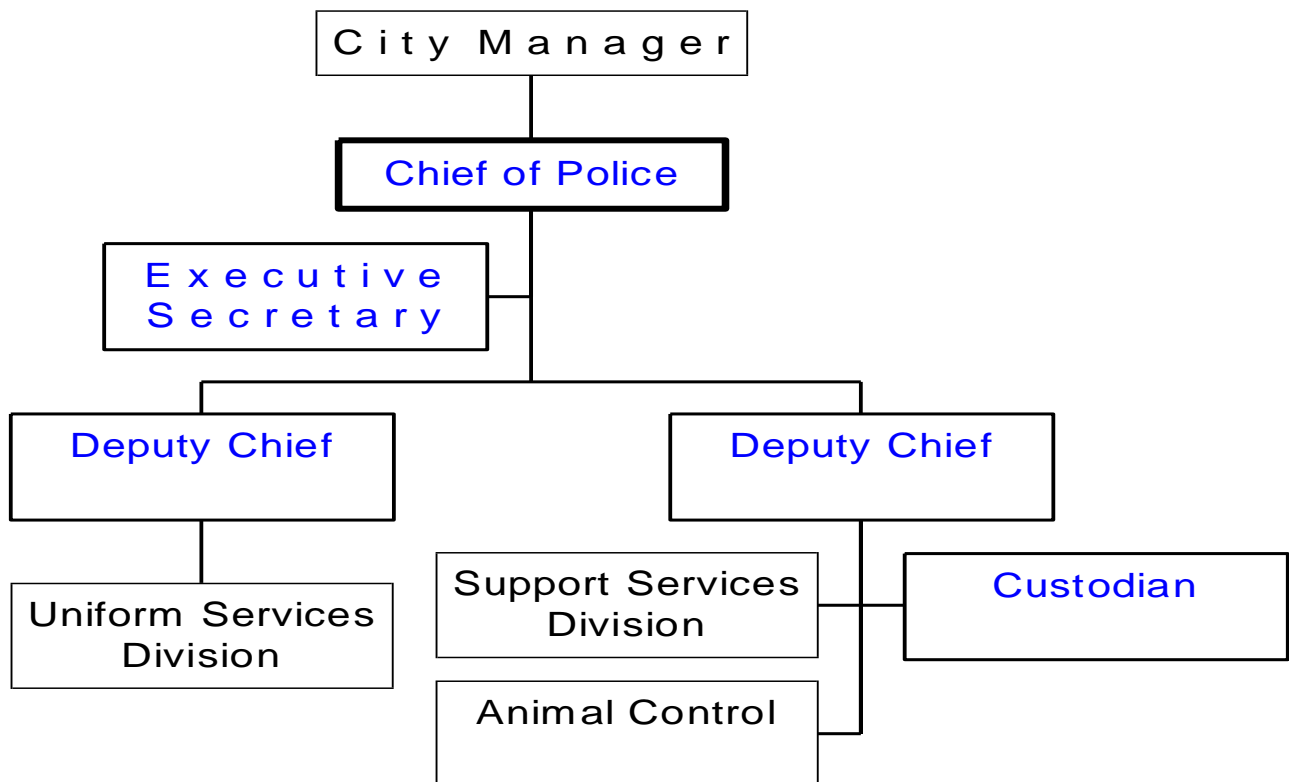 City Manager
Chief of Police
Executive
Secretary
Deputy Chief
Deputy Chief
Uniform Services
Division
Support Services
Division
Custodian
Animal Control